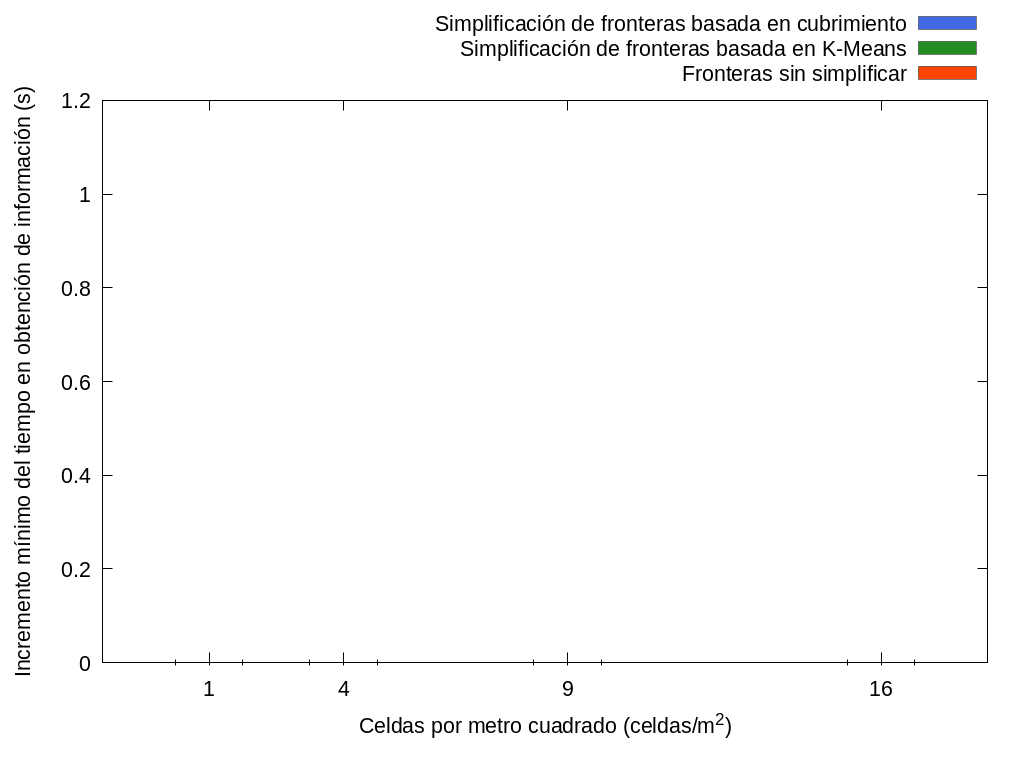 Simplificación de fronteras basada en cubrimiento
Simplificación de fronteras basada en K-Means
Fronteras sin simplificar
Incremento mínimo del tiempo en obtención de información (s)
1.2
1
0.8
0.6
0.4
0.2
0
1 4 9 16
Celdas por metro cuadrado (celdas/m²)